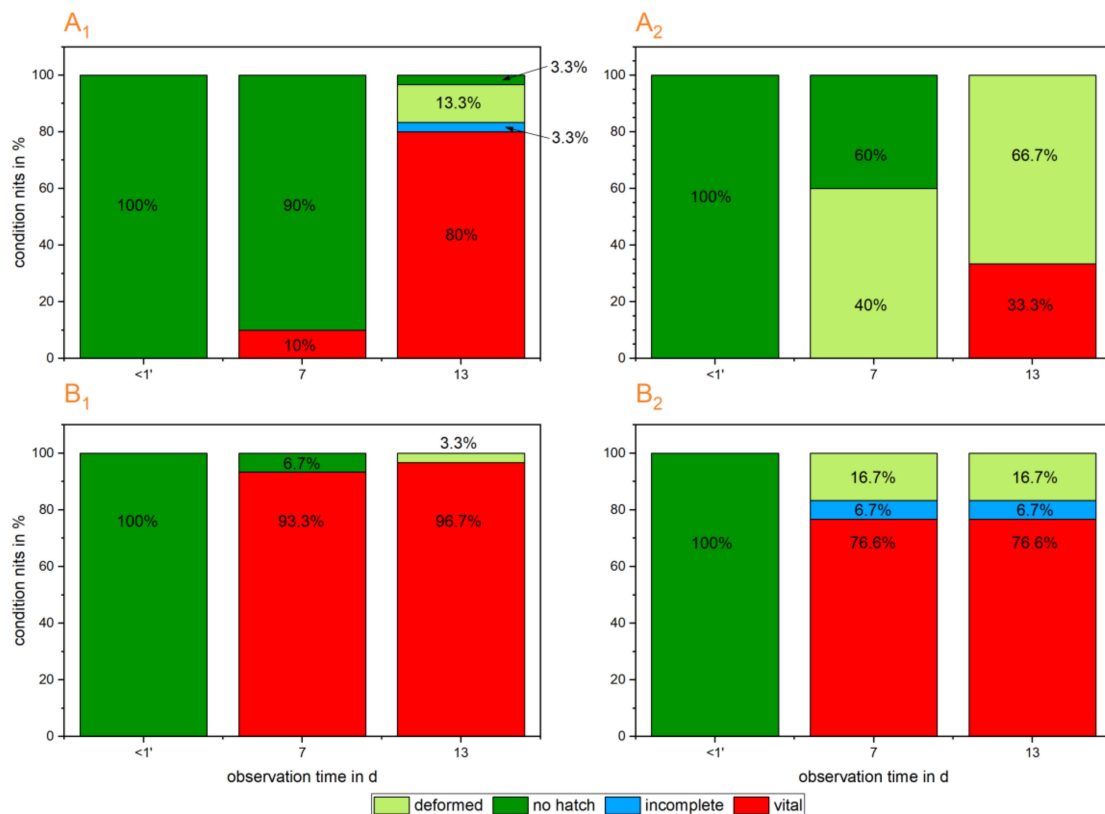 A1 A2
condition nits in %
100
80
60
40
20
0
100% 90% 10% 3.3% 13.3% 3.3% 80%
<1' 7 13
100
80
60
40
20
0
100% 60% 40% 66.7% 33.3%
<1' 7 13
B1 B2
condition nits in %
100
80
60
40
20
0
100% 6.7% 93.3% 3.3% 96.7%
<1' 7 13
observation time in d
100
80
60
40
20
0
100% 16.7% 6.7% 76.6% 16.7% 6.7% 76.6%
<1' 7 13
observation time in d
deformed no hatch incomplete vital